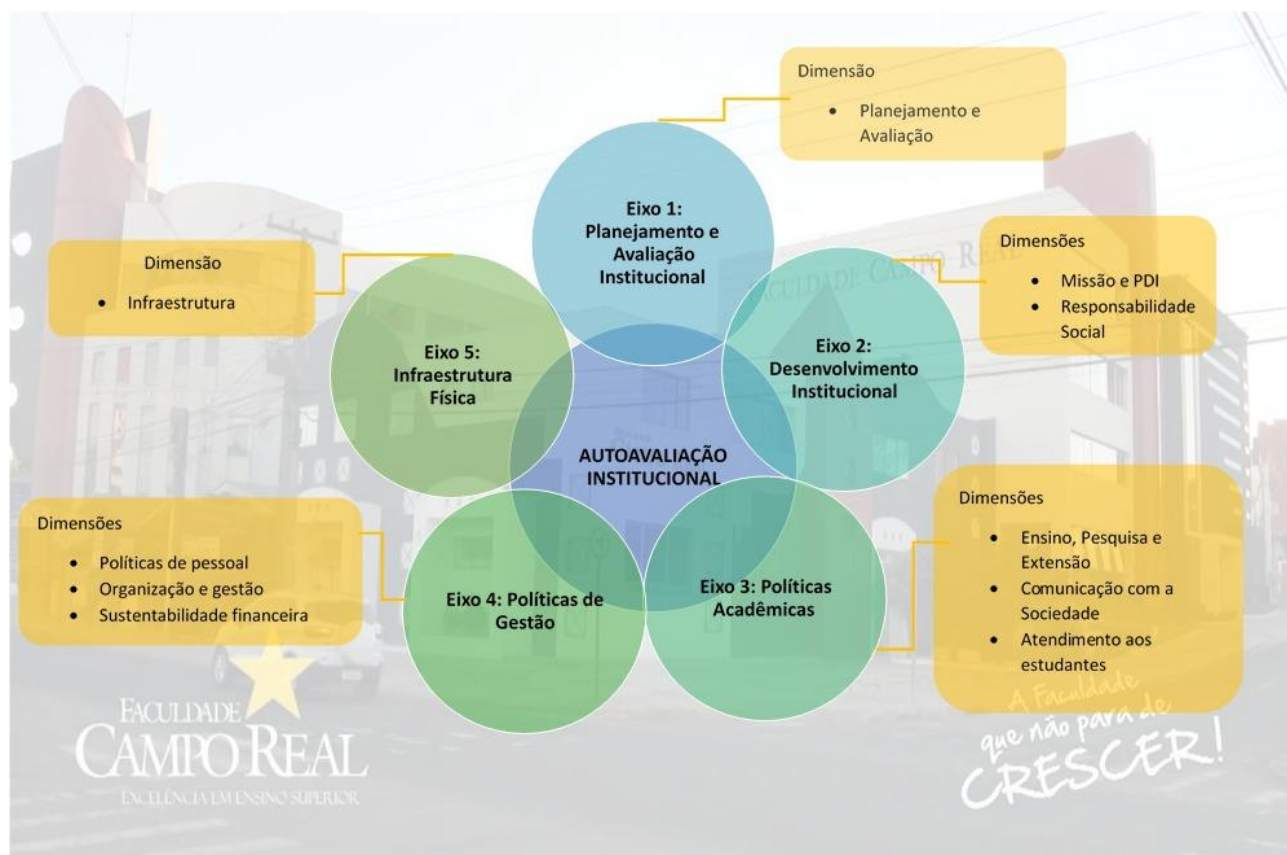 Dimensão
• Planejamento e
Avaliação
Eixo 1:
Planejamento e
Avaliação
Institucional
Dimensões
• Missão e PDI
• Responsabilidade
Social
Dimensão
• Infraestrutura
FACULDADE CAMPO REAL
Eixo 5:
Infraestrutura
Física
Eixo 2:
Desenvolvimento
Institucional
AUTOAVALIAÇÃO
INSTITUCIONAL
Dimensões
• Ensino, Pesquisa e
Extensão
• Comunicação com a
Sociedade
• Atendimento aos
estudantes
Dimensões
• Políticas de pessoal
• Organização e gestão
• Sustentabilidade financeira
Eixo 4: Políticas de
Gestão
Eixo 3: Políticas
Acadêmicas
FACULDADE
CAMPO REAL
EXCELÊNCIA EM ENSINO SUPERIOR
A Faculdade
que não para de
CRESCER!